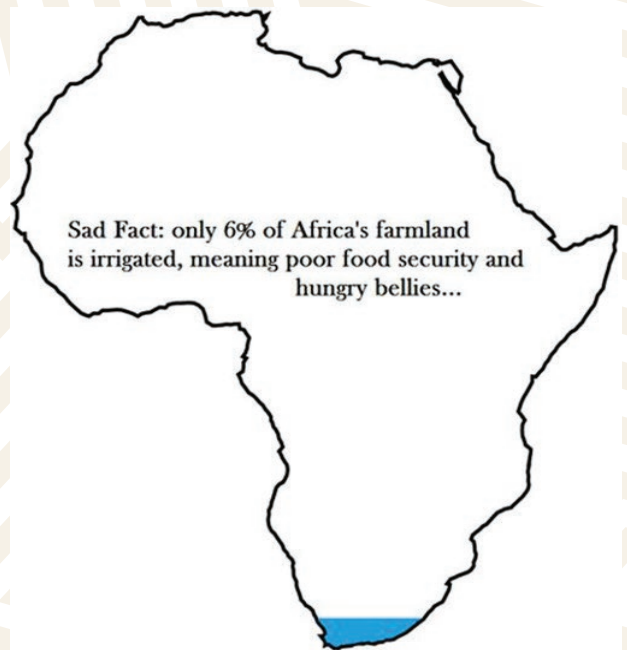 Sad Fact: only 6% of Africa's farmland
is irrigated, meaning poor food security and
hungry bellies...